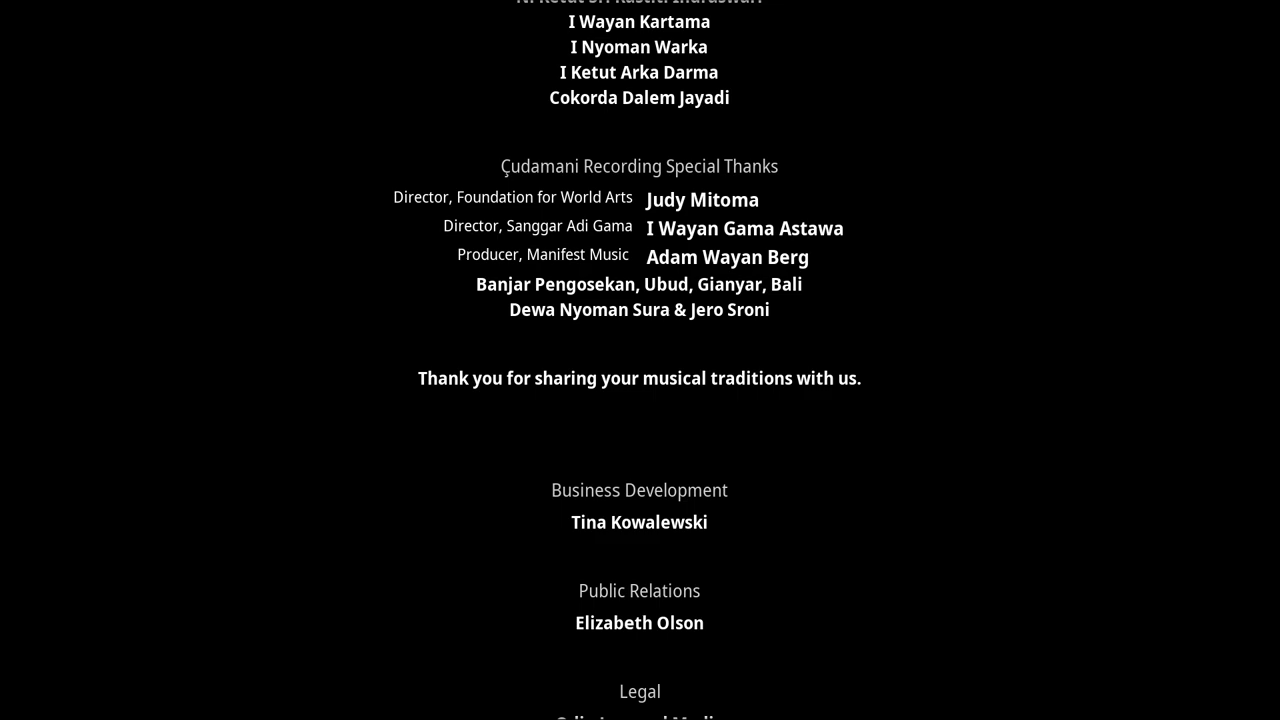 I Wayan Kartama
I Nyoman Warka
I Ketut Arka Darma
Cokorda Dalem Jayadi
Çudamani Recording Special Thanks
Director, Foundation for World Arts Judy Mitoma
Director, Sanggar Adi Gama I Wayan Gama Astawa
Producer, Manifest Music Adam Wayan Berg
Banjar Pengosekan, Ubud, Gianyar, Bali
Dewa Nyoman Sura & Jero Sroni
Thank you for sharing your musical traditions with us.
Business Development
Tina Kowalewski
Public Relations
Elizabeth Olson
Legal